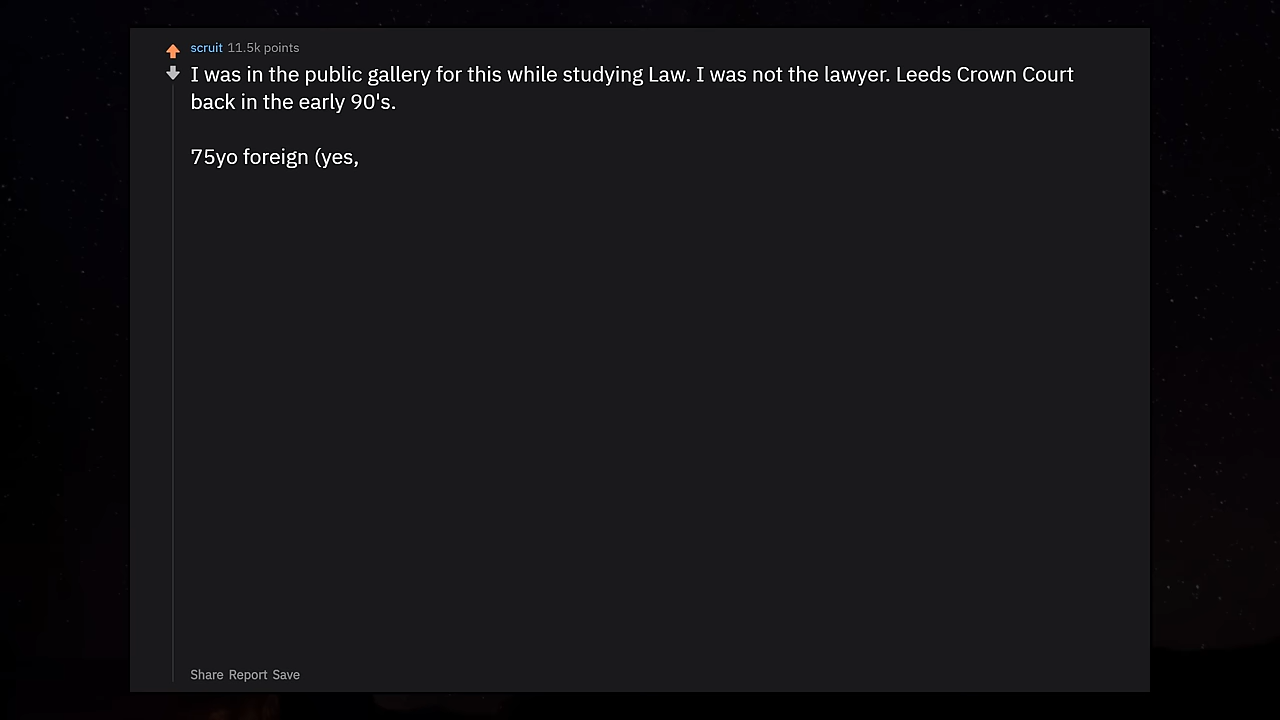 scruit 11.5k points
I was in the public gallery for this while studying Law. I was not the lawyer. Leeds Crown Court
back in the early 90's.
75yo foreign (yes,
Share Report Save